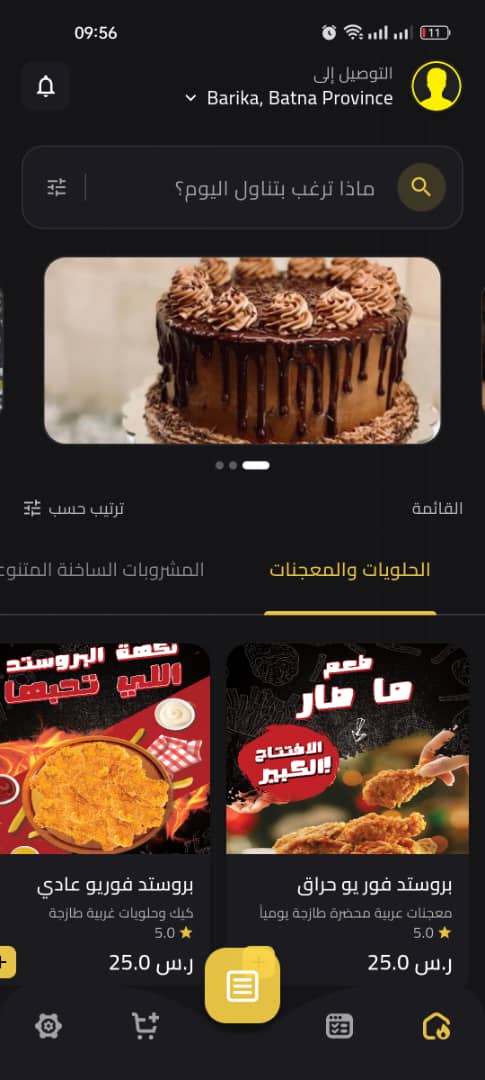 09:56
11
التوصيل إلى
Barika, Batna Province
ماذا ترغب بتناول اليوم؟
القائمة
ترتيب حسب
الحلويات والمعجنات
المشروبات الساخنة المتنوع
طعم
ما صار
الافتتاح
الكبير!
نكهة البروستد
اللي تحبها
بروستد فوريو حراق
معجنات عربية محضرة طازجة يومياً
5.0
ر.س 25.0
بروستد فوريو عادي
كيك وحلويات غربية طازجة
5.0
ر.س 25.0